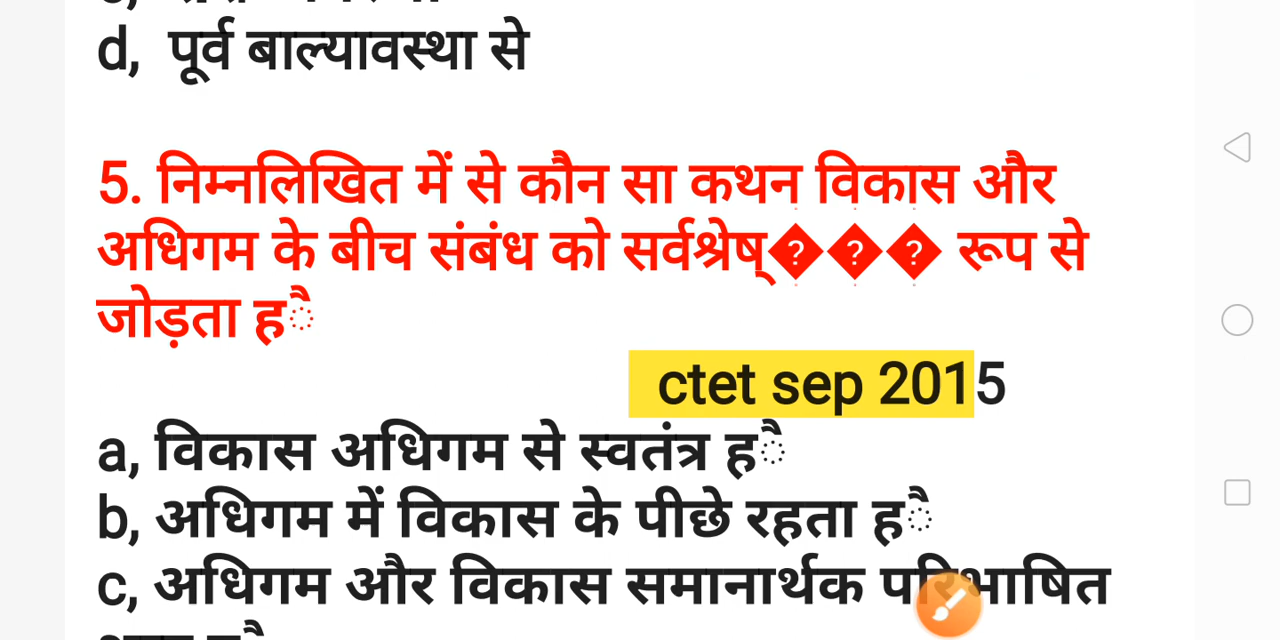 d, पूर्व बाल्यावस्था से
5. निम्नलिखित में से कौन सा कथन विकास और
अधिगम के बीच संबंध को सर्वश्रेष्��� रूप से
जोड़ता है
ctet sep 2015
a, विकास अधिगम से स्वतंत्र है
b, अधिगम में विकास के पीछे रहता है
c, अधिगम और विकास समानार्थक परिभाषित